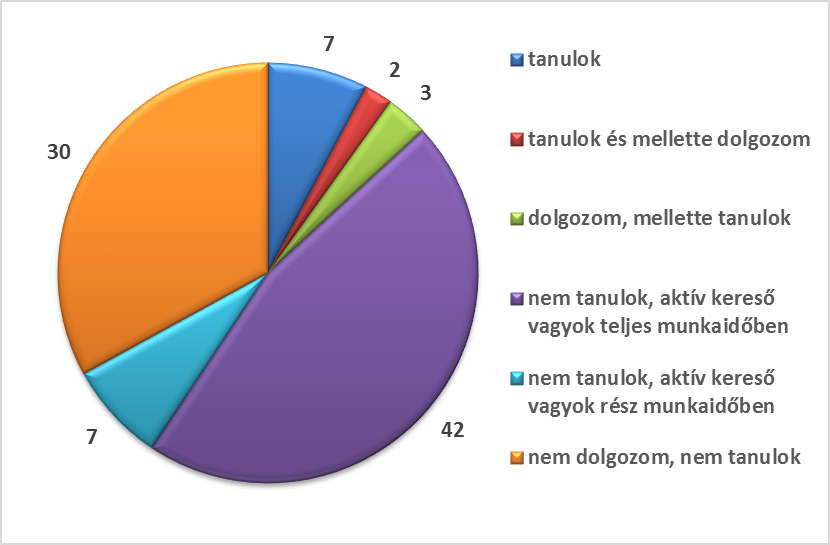 7
2
3
30
42
7
tanulok
tanulok és mellette dolgozom
dolgozom, mellette tanulok
nem tanulok, aktív kereső
vagyok teljes munkaidőben
nem tanulok, aktív kereső
vagyok rész munkaidőben
nem dolgozom, nem tanulok